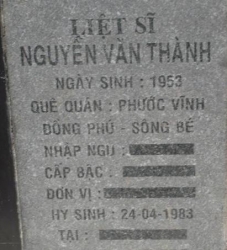 LIỆT SĨ
NGUYỄN VĂN THÀNH
NGÀY SINH : 1953
QUÊ QUÁN : PHƯỚC VĨNH
ĐỒNG PHÚ - SÔNG BÉ
NHẬP NGŨ :
CẤP BẬC :
ĐƠN VỊ :
HY SINH : 24-04-1983
TẠI :